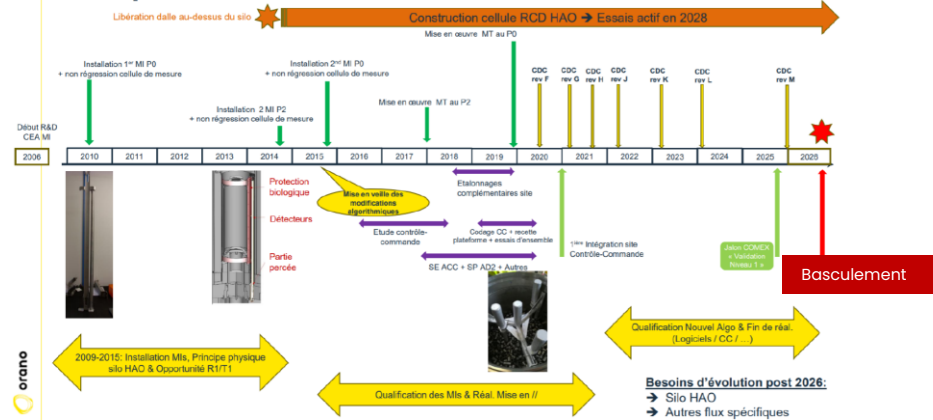 Libération dalle au-dessus du silo
Construction cellule RCD HAO ➔ Essais actif en 2028
Mise en œuvre MT au P0
Installation 1er MI P0
+ non régression cellule de mesure
Installation 2nd MI P0
+ non régression cellule de mesure
Installation 2 MI P2
+ non régression cellule de mesure
Mise en œuvre MT au P2
CDC
rev F
CDC
rev G
CDC
rev H
CDC
rev J
CDC
rev K
CDC
rev L
CDC
rev M
Début R&D
CEA MI
2006
2010
2011
2012
2013
2014
2015
2016
2017
2018
2019
2020
2021
2022
2023
2024
2025
2026
Protection
biologique
Détecteurs
Partie
percée
Mise en veille des
modifications
algorithmiques
Etalonnages
complémentaires site
Etude contrôle-
commande
Codage CC + recette
plateforme + essais d'ensemble
SE ACC + SP AD2 + Autres
1ère Intégration site
Contrôle-Commande
Jalon COMEX
« Validation
Niveau 1 »
Basculement
2009-2015: Installation MIs, Principe physique
silo HAO & Opportunité R1/T1
Qualification des MIs & Réal. Mise en //
Qualification Nouvel Algo & Fin de réal.
(Logiciels / CC / …)
Besoins d'évolution post 2026:
➔ Silo HAO
➔ Autres flux spécifiques
orano